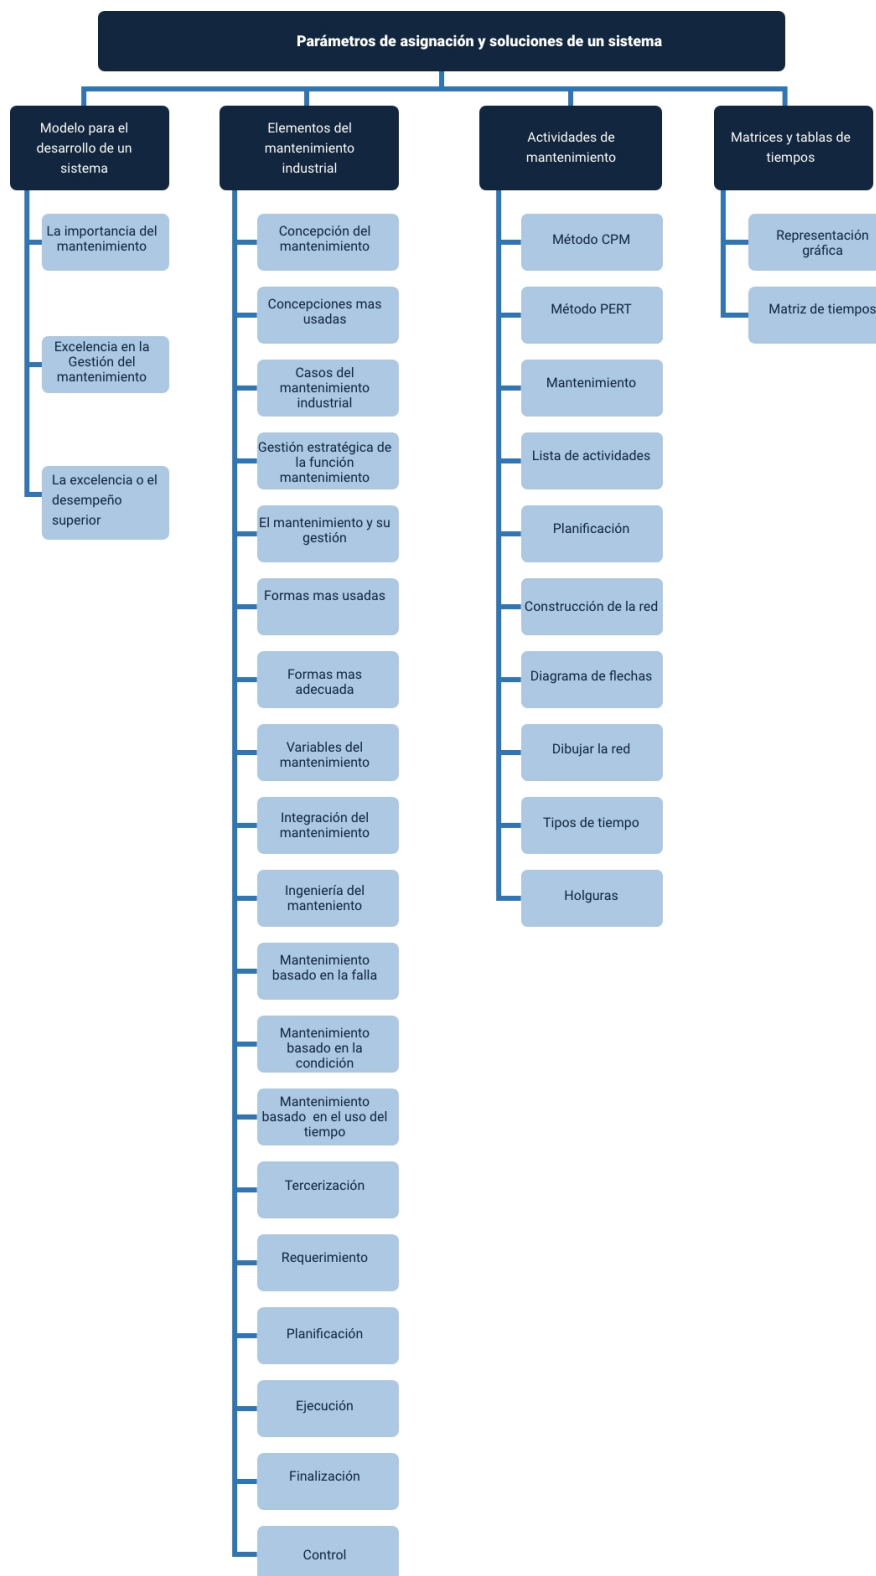 Parámetros de asignación y soluciones de un sistema
Modelo para el
desarrollo de un
sistema
La importancia del
mantenimiento
Excelencia en la
Gestión del
mantenimiento
La excelencia o el
desempeño
superior
Elementos del
mantenimiento
industrial
Concepción del
mantenimiento
Concepciones mas
usadas
Casos del
mantenimiento
industrial
Gestión estratégica de
la función
mantenimiento
El mantenimiento y su
gestión
Formas mas usadas
Formas mas
adecuada
Variables del
mantenimiento
Integración del
mantenimiento
Ingeniería del
manteniento
Mantenimiento
basado en la falla
Mantenimiento
basado en la
condición
Mantenimiento
basado en el uso del
tiempo
Tercerización
Requerimiento
Planificación
Ejecución
Finalización
Control
Actividades de
mantenimiento
Método CPM
Método PERT
Mantenimiento
Lista de actividades
Planificación
Construcción de la red
Diagrama de flechas
Dibujar la red
Tipos de tiempo
Holguras
Matrices y tablas de
tiempos
Representación
gráfica
Matriz de tiempos